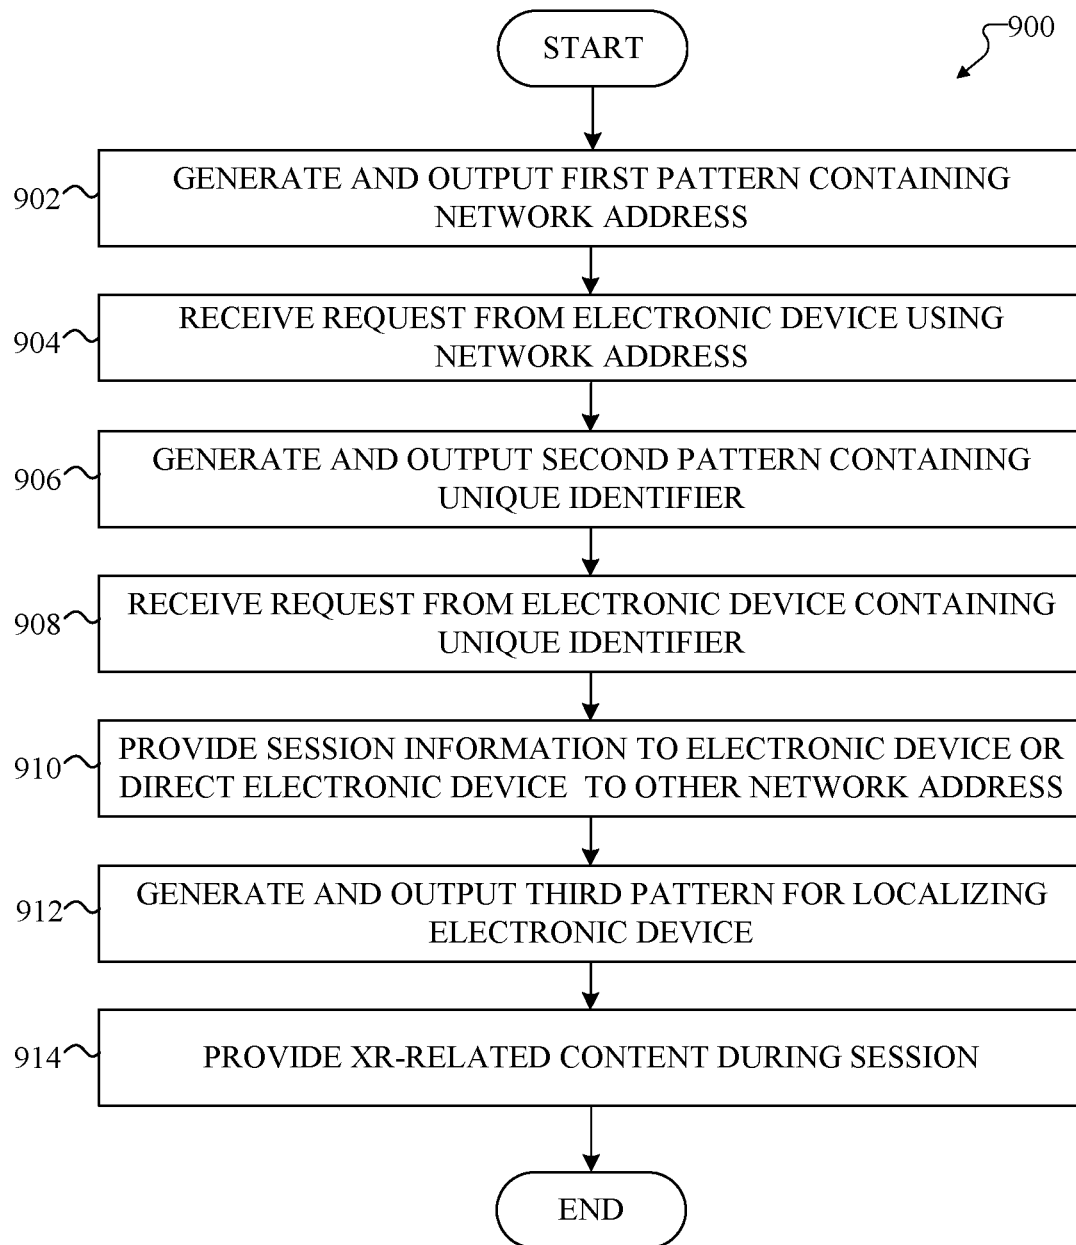 START
900
902
GENERATE AND OUTPUT FIRST PATTERN CONTAINING
NETWORK ADDRESS
904
RECEIVE REQUEST FROM ELECTRONIC DEVICE USING
NETWORK ADDRESS
906
GENERATE AND OUTPUT SECOND PATTERN CONTAINING
UNIQUE IDENTIFIER
908
RECEIVE REQUEST FROM ELECTRONIC DEVICE CONTAINING
UNIQUE IDENTIFIER
910
PROVIDE SESSION INFORMATION TO ELECTRONIC DEVICE OR
DIRECT ELECTRONIC DEVICE TO OTHER NETWORK ADDRESS
912
GENERATE AND OUTPUT THIRD PATTERN FOR LOCALIZING
ELECTRONIC DEVICE
914
PROVIDE XR-RELATED CONTENT DURING SESSION
END